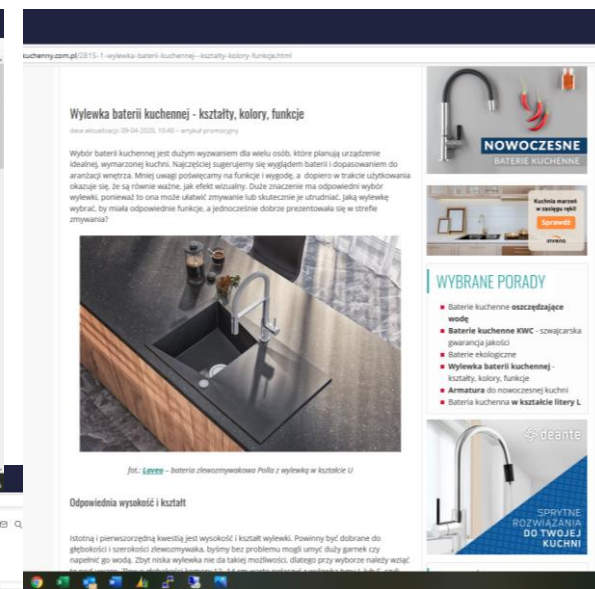 kuchenny.com.pl/2815-1-wylewka-baterii-kuchennej--ksztalty-kolory-funkcje.html
Wylewka baterii kuchennej - kształty, kolory, funkcje
data aktualizacji: 09-04-2020, 10:40 – artykuł promocyjny
Wybór baterii kuchennej jest dużym wyzwaniem dla wielu osób, które planują urządzenie
idealnej, wymarzonej kuchni. Najczęściej sugerujemy się wyglądem baterii i dopasowaniem do
aranżacji wnętrza. Mniej uwagi poświęcamy na funkcje i wygodę, a dopiero w trakcie użytkowania
okazuje się, że są równie ważne, jak efekt wizualny. Duże znaczenie ma odpowiedni wybór
wylewki, ponieważ to ona może ułatwić zmywanie lub skutecznie je utrudniać. Jaką wylewkę
wybrać, by miała odpowiednie funkcje, a jednocześnie dobrze prezentowała się w strefie
zmywania?
fot.: Laveo – bateria zlewozmywakowa Polla z wylewką w kształcie U
Odpowiednia wysokość i kształt
Istotną i pierwszorzędną kwestią jest wysokość i kształt wylewki. Powinny być dobrane do
głębokości i szerokości zlewozmywaka, byśmy bez problemu mogli umyć duży garnek czy
napełnić go wodą. Zbyt niska wylewka nie da takiej możliwości, dlatego przy wyborze należy wziąć
NOWOCZESNE
BATERIE KUCHENNE
Kuchnia marzeń
w zasięgu ręki!
Sprawdź
WYBRANE PORADY
Baterie kuchenne oszczędzające
wodę
Baterie kuchenne KWC - szwajcarska
gwarancja jakości
Baterie ekologiczne
Wylewka baterii kuchennej -
kształty, kolory, funkcje
Armatura do nowoczesnej kuchni
Bateria kuchenna w kształcie litery L
deante
SPRYTNE
ROZWIĄZANIA
DO TWOJEJ
KUCHNI